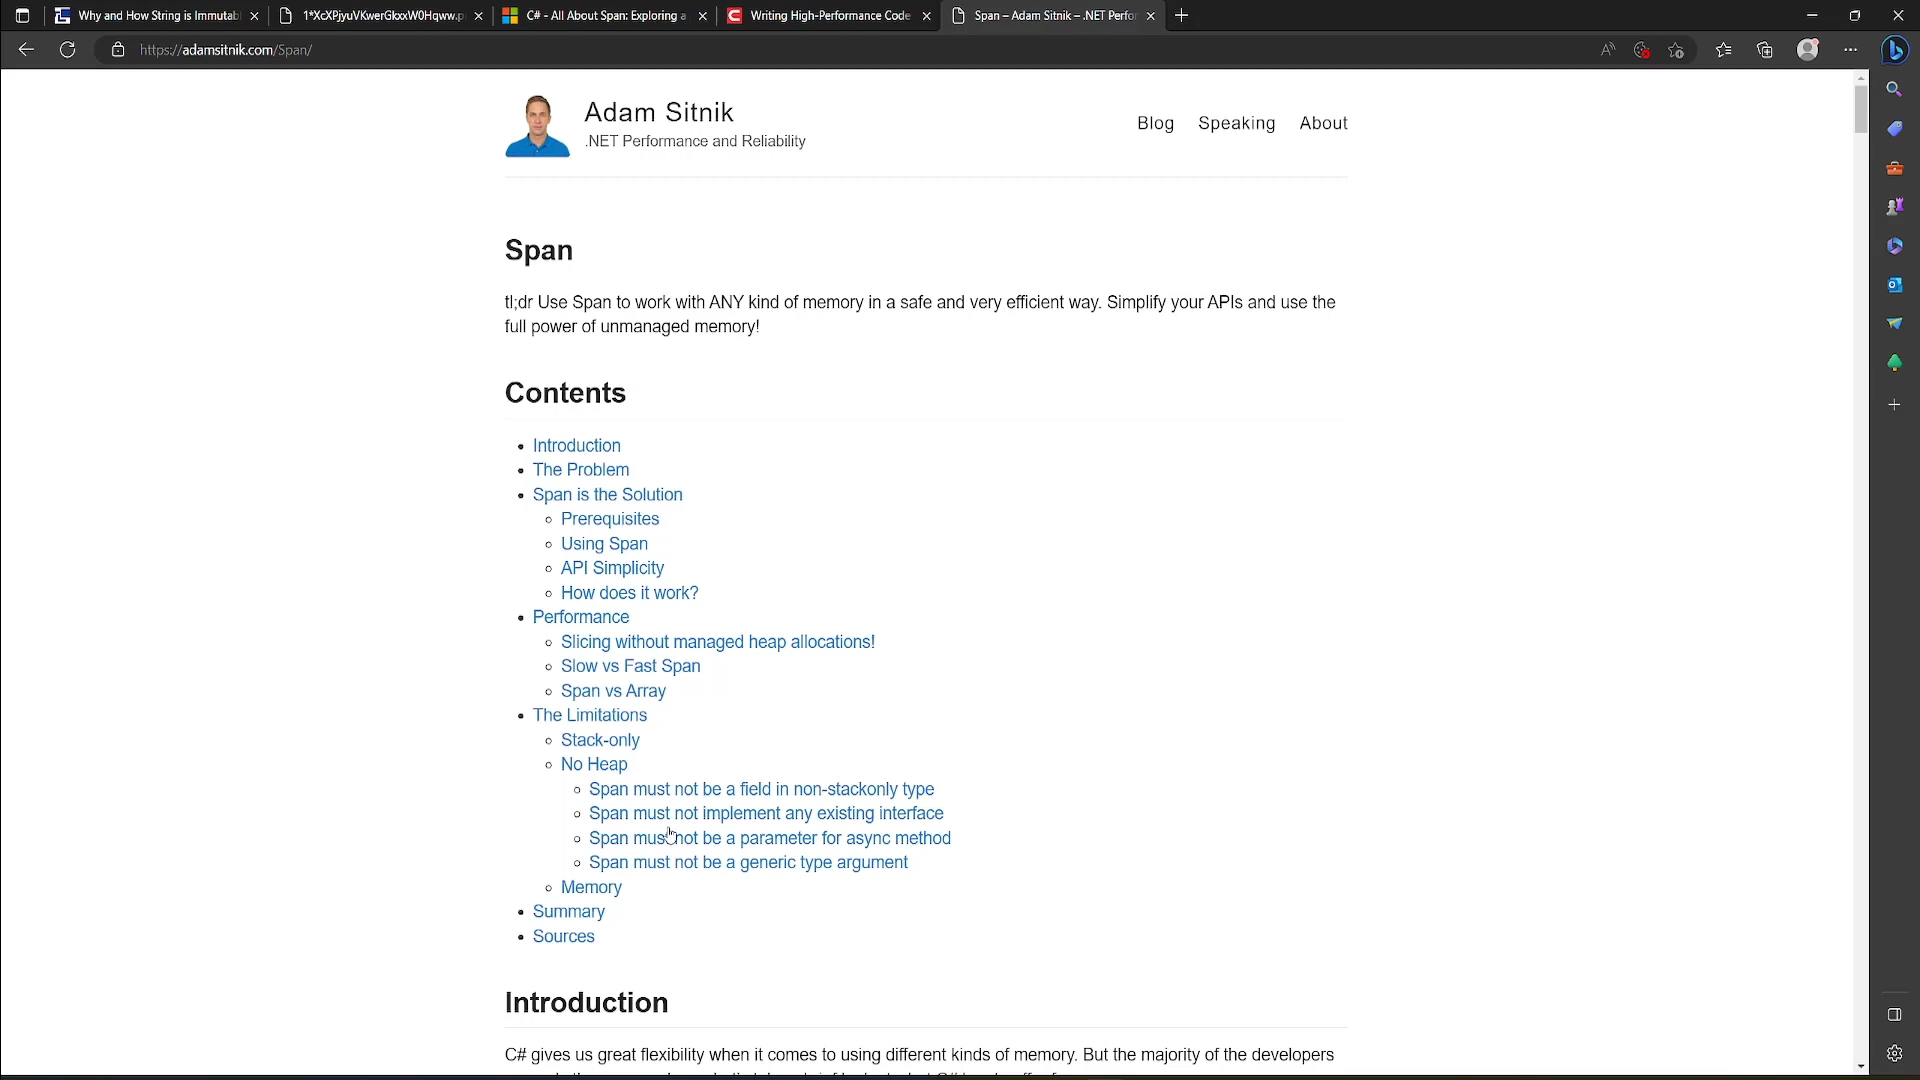 Why and How String is Immutabl
1*XcXPjyuVKwerGkxxW0Hqww.p
C# - All About Span: Exploring a
Writing High-Performance Code
Span – Adam Sitnik – .NET Perfor
https://adamsitnik.com/Span/
Adam Sitnik
.NET Performance and Reliability
Blog Speaking About
Span
tl;dr Use Span to work with ANY kind of memory in a safe and very efficient way. Simplify your APIs and use the
full power of unmanaged memory!
Contents
Introduction
The Problem
Span is the Solution
Prerequisites
Using Span
API Simplicity
How does it work?
Performance
Slicing without managed heap allocations!
Slow vs Fast Span
Span vs Array
The Limitations
Stack-only
No Heap
Span must not be a field in non-stackonly type
Span must not implement any existing interface
Span must not be a parameter for async method
Span must not be a generic type argument
Memory
Summary
Sources
Introduction
C# gives us great flexibility when it comes to using different kinds of memory. But the majority of the developers